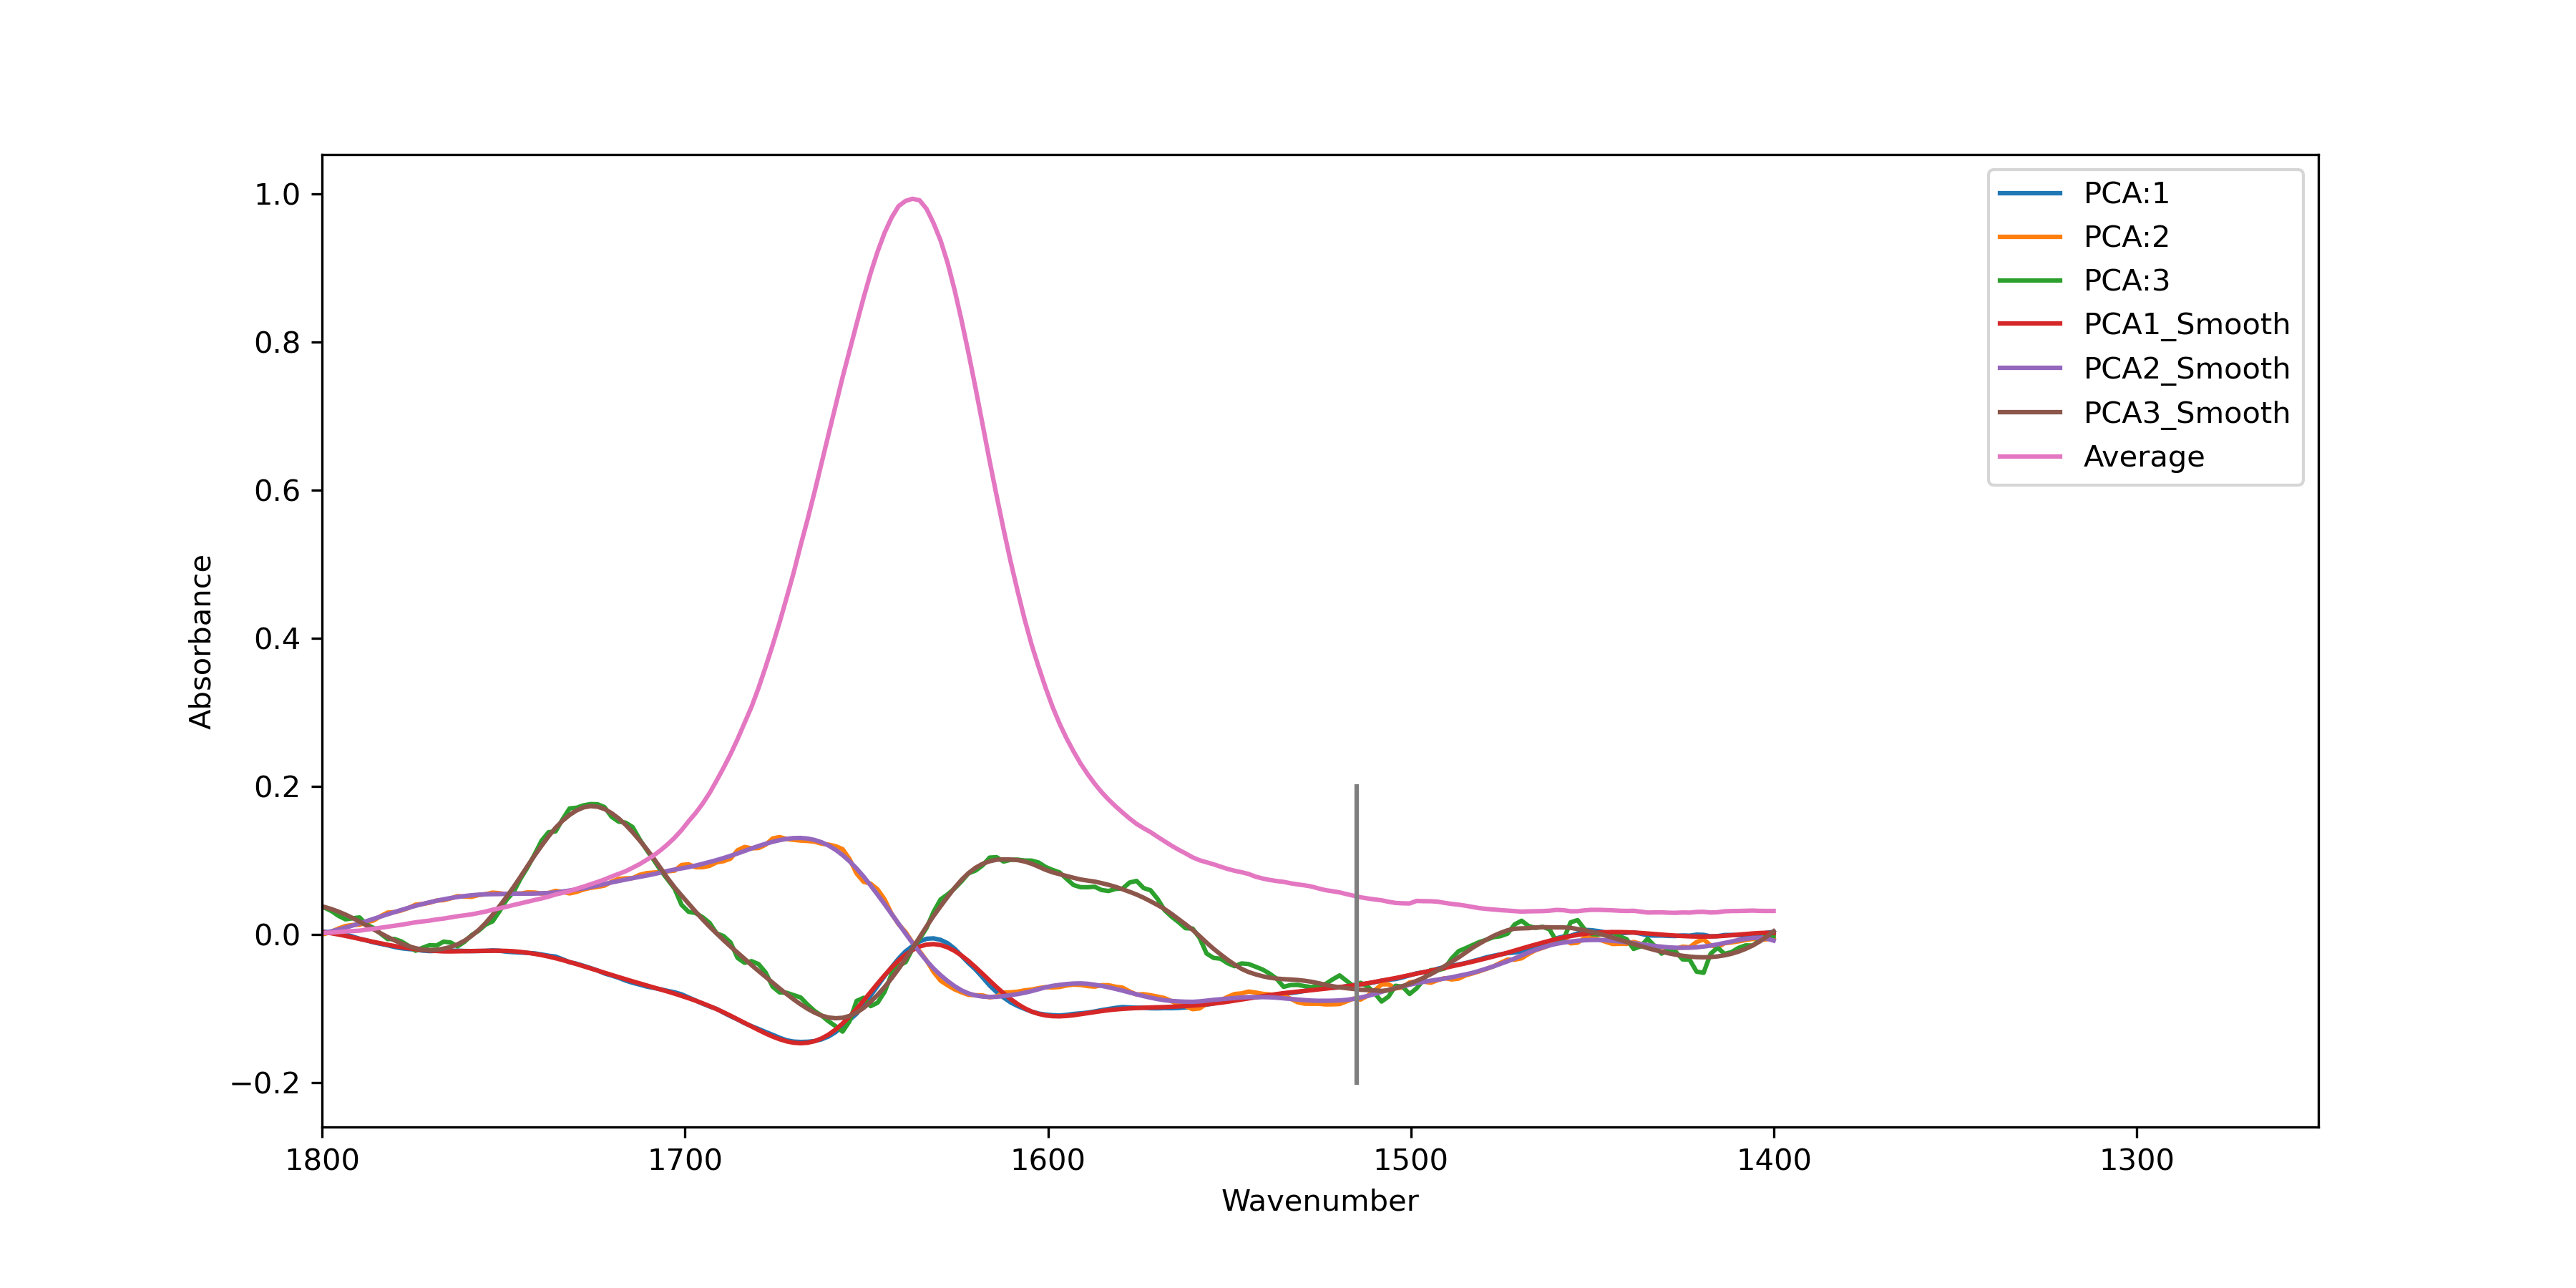 1.0
0.8
0.6
0.4
0.2
0.0
−0.2
Absorbance
1800 1700 1600 1500 1400 1300
Wavenumber
PCA:1
PCA:2
PCA:3
PCA1_Smooth
PCA2_Smooth
PCA3_Smooth
Average